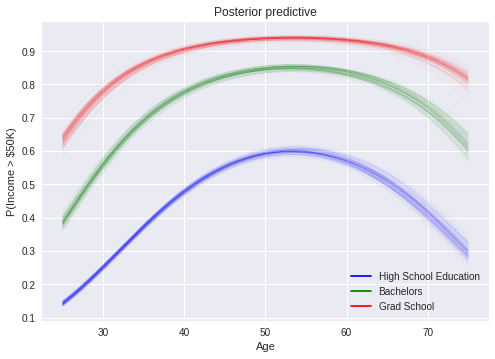 Posterior predictive
P(Income > $50K)
0.9
0.8
0.7
0.6
0.5
0.4
0.3
0.2
0.1
High School Education
Bachelors
Grad School
30 40 50 60 70
Age